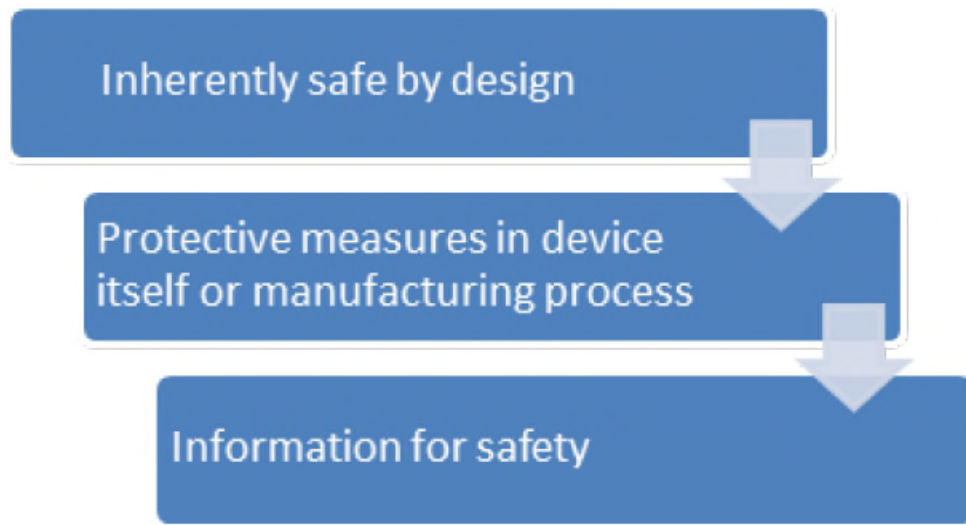 Inherently safe by design
Protective measures in device
itself or manufacturing process
Information for safety